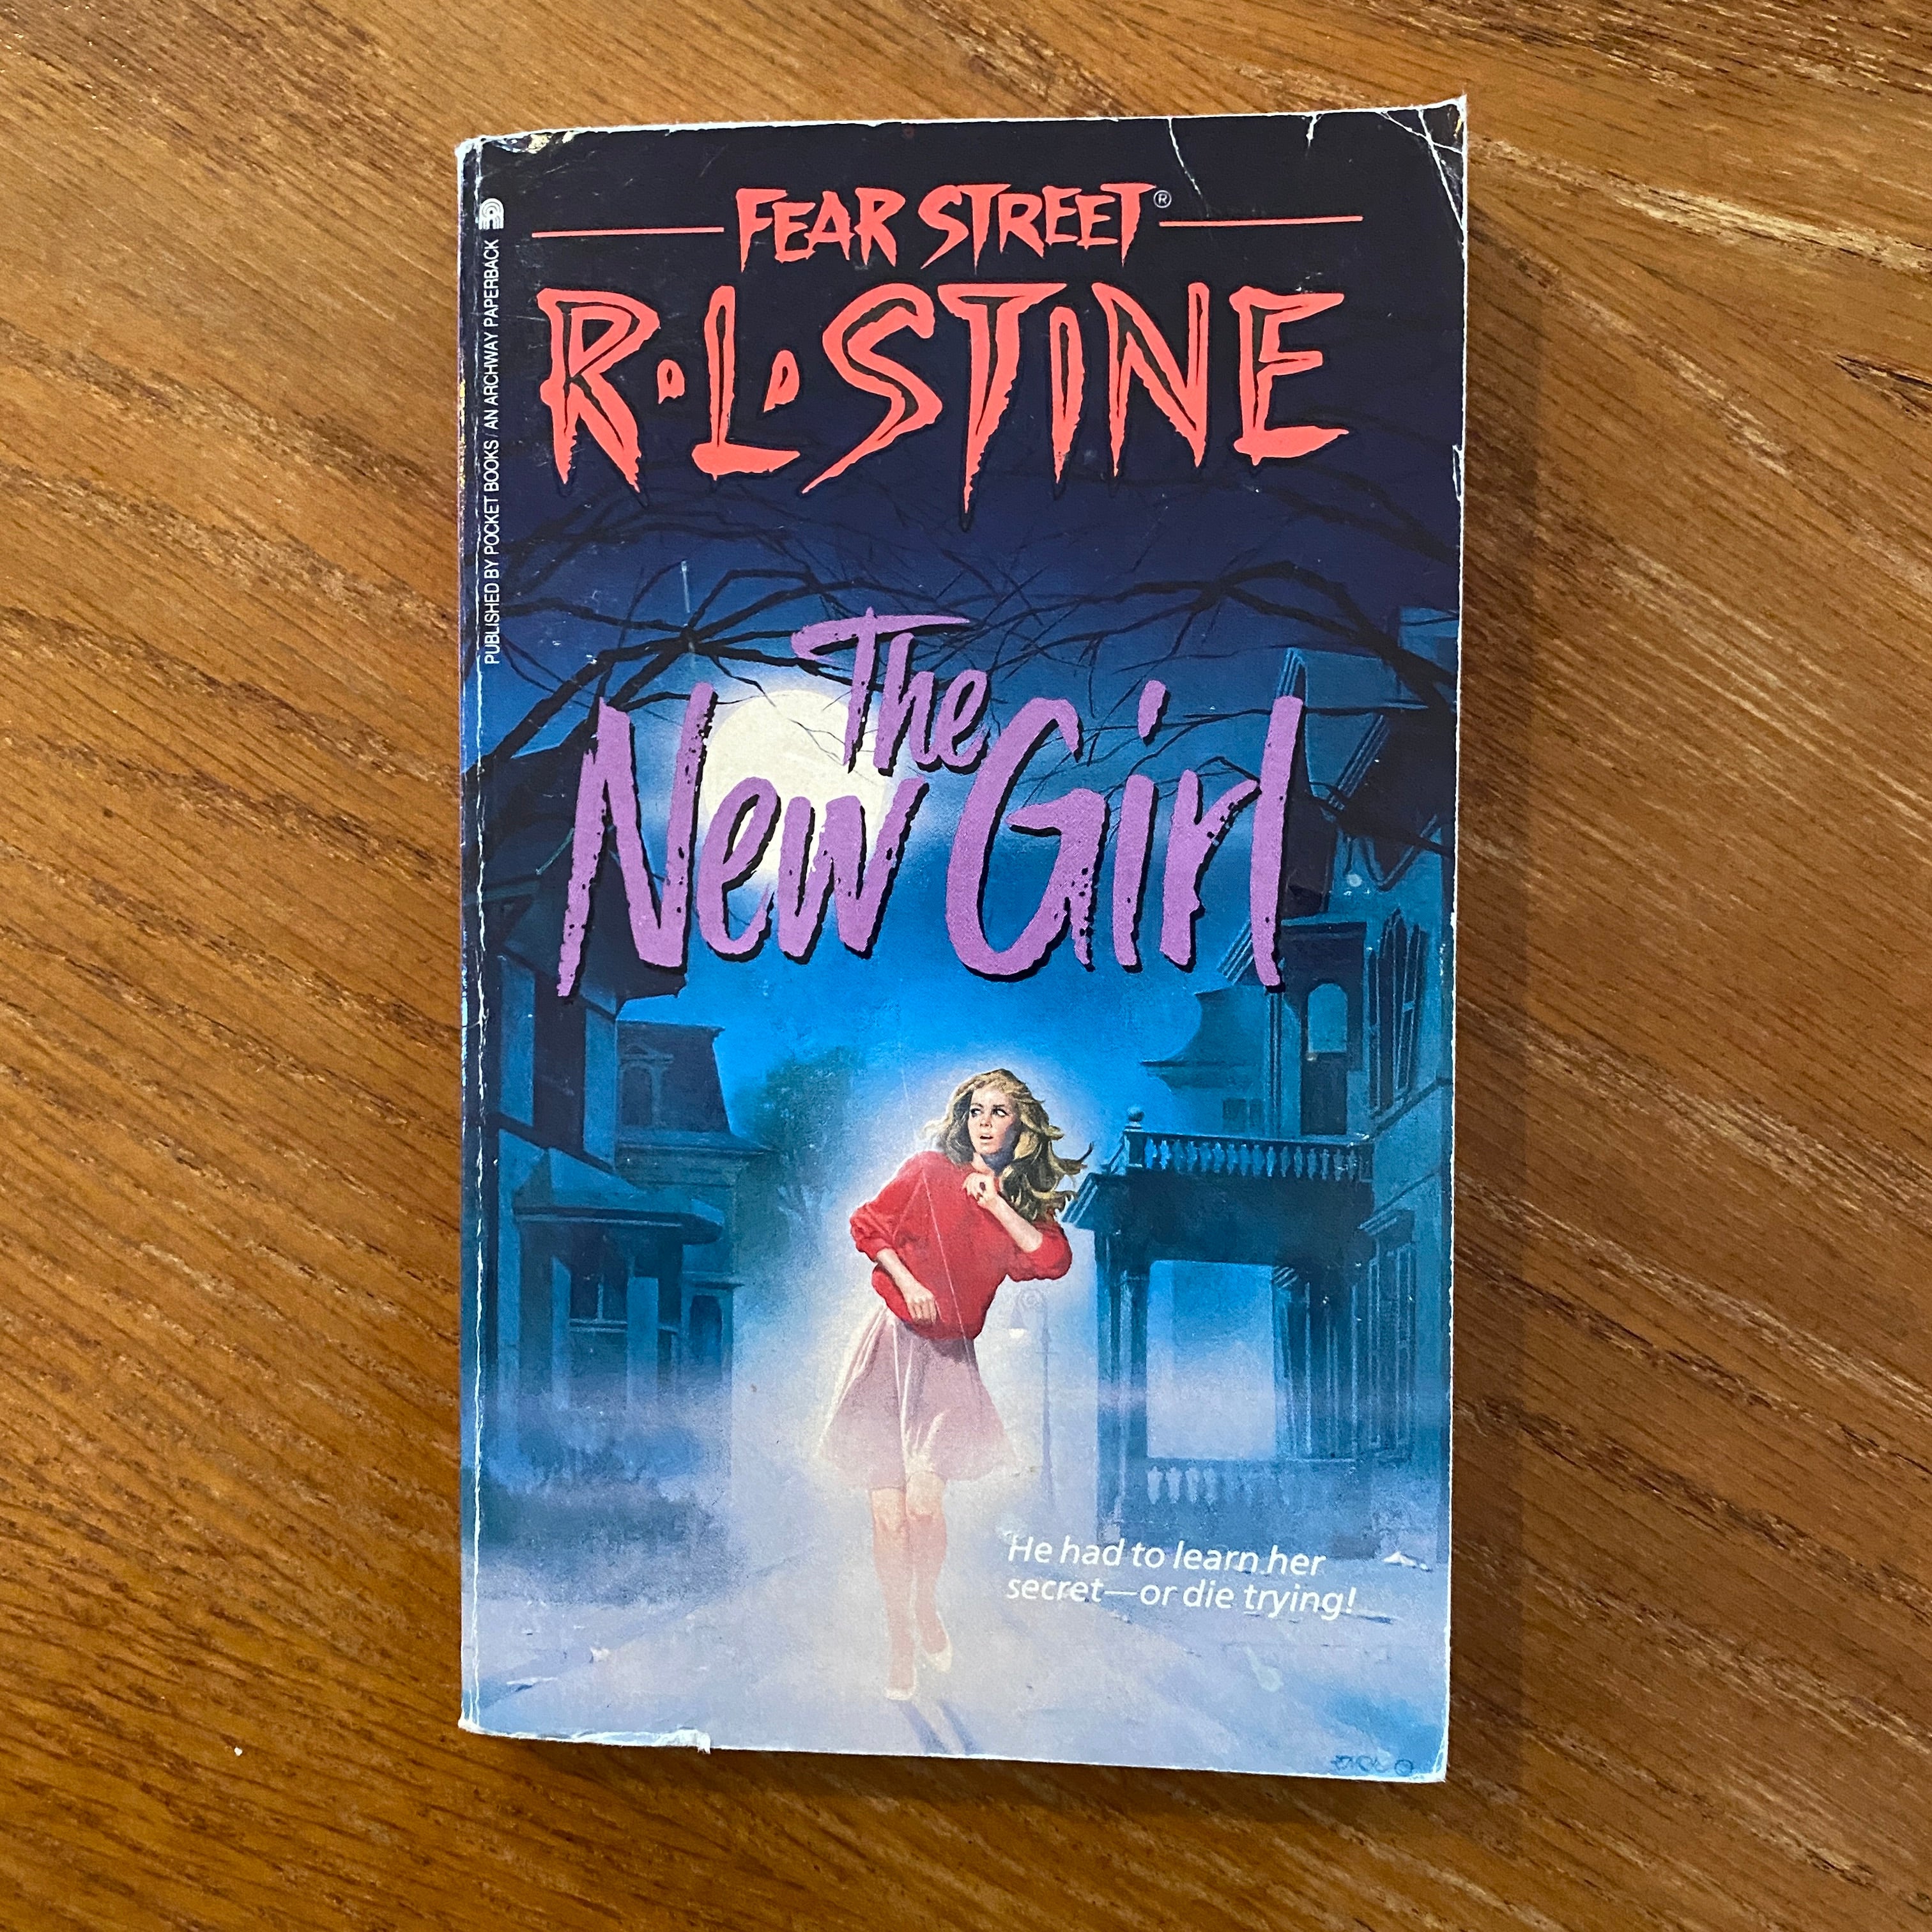 FEAR STREET®
R·L·STINE
The
New Girl
He had to learn her
secret—or die trying!
PUBLISHED BY POCKET BOOKS / AN ARCHWAY PAPERBACK